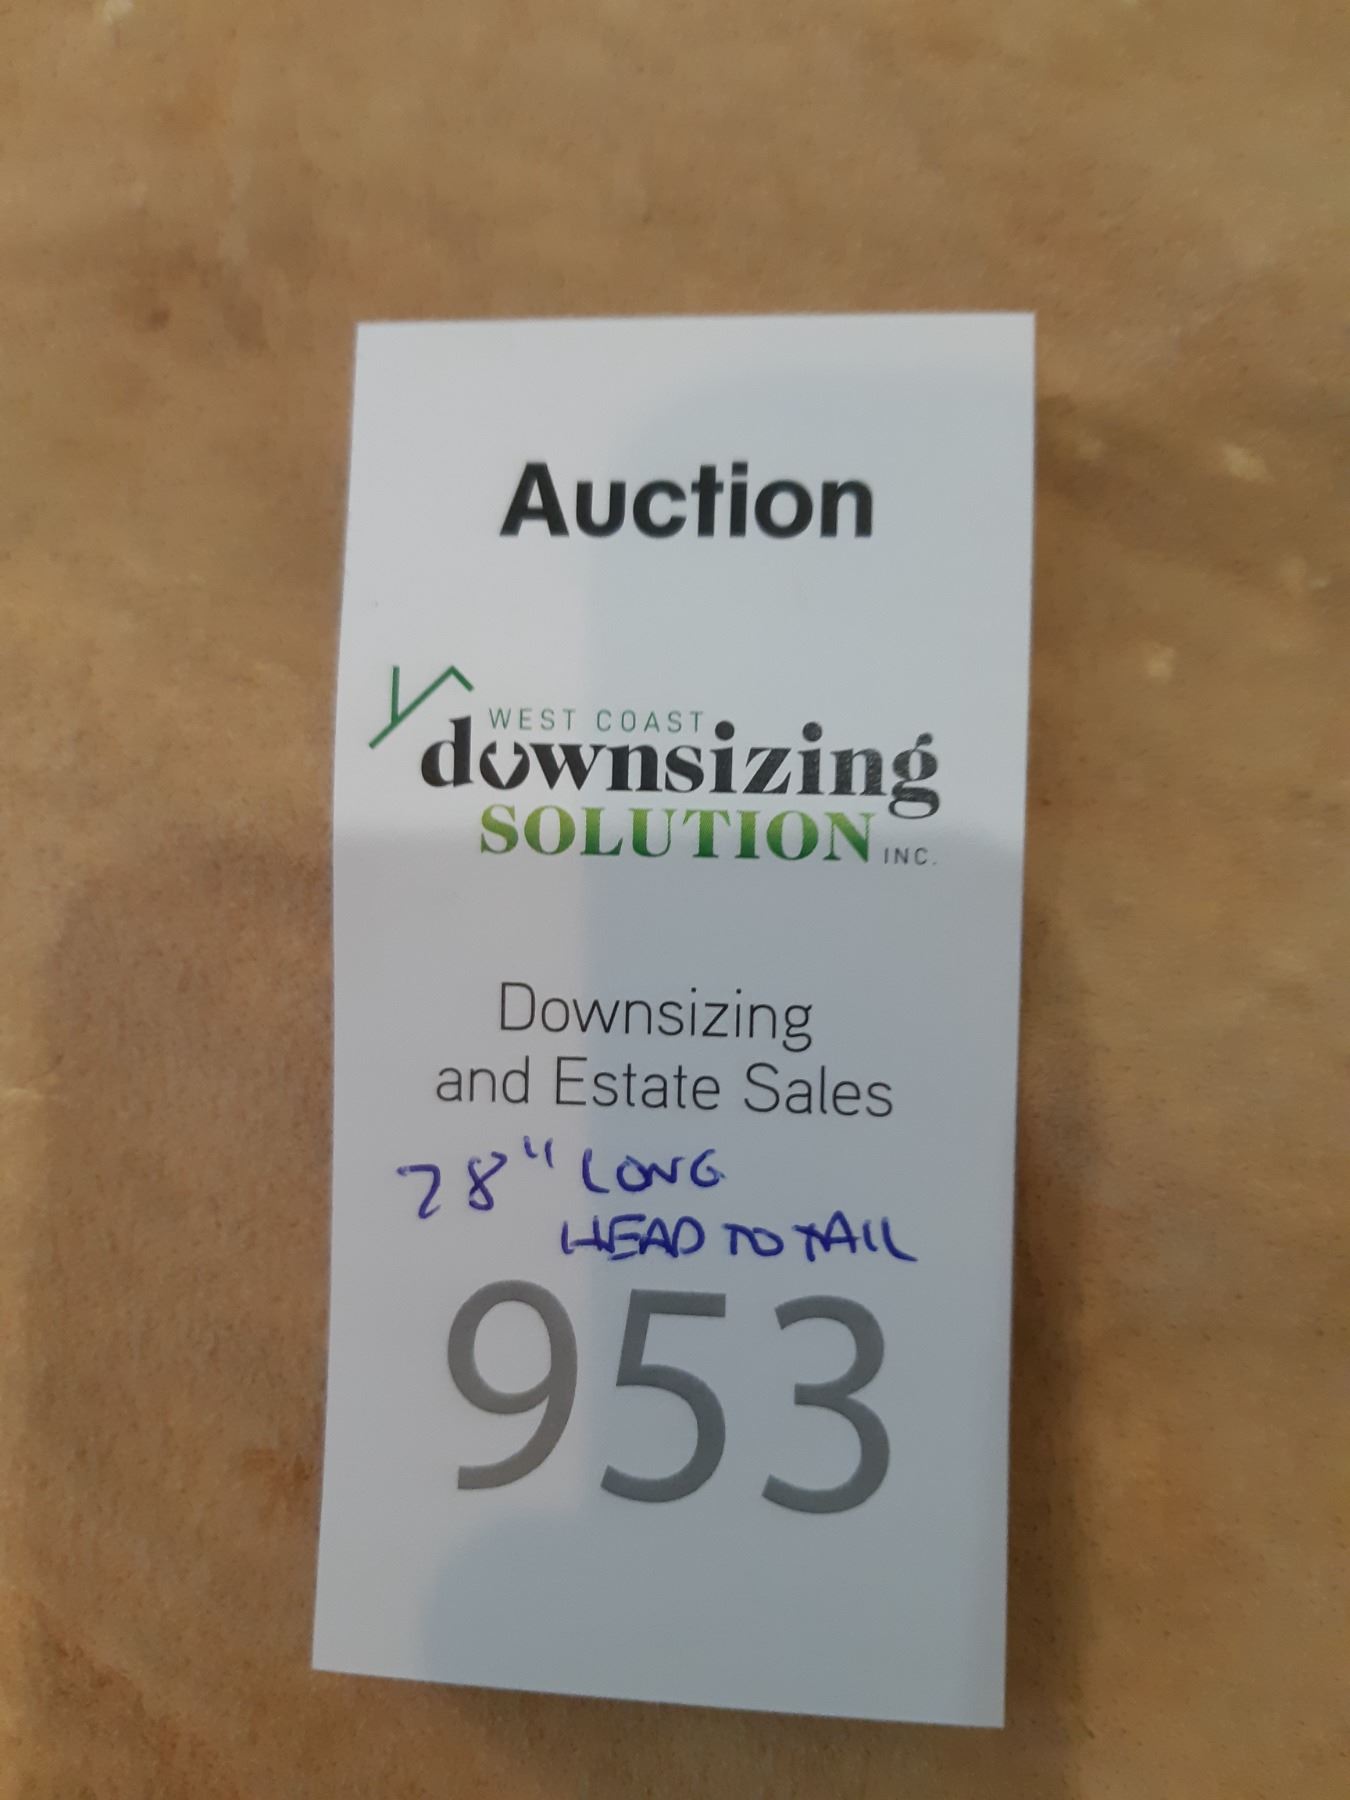 Auction
WEST COAST
downsizing
SOLUTION INC.
Downsizing
and Estate Sales
28" LONG
HEAD TO TAIL
953